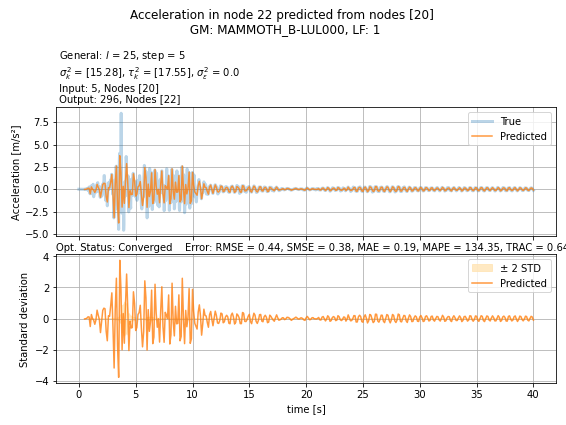 Acceleration in node 22 predicted from nodes [20]
GM: MAMMOTH_B-LUL000, LF: 1
General: l = 25, step = 5
σ²ₖ = [15.28], τ²ₖ = [17.55], σ²ε = 0.0
Input: 5, Nodes [20]
Output: 296, Nodes [22]
Acceleration [m/s²]
7.5
5.0
2.5
0.0
−2.5
−5.0
True
Predicted
Opt. Status: Converged Error: RMSE = 0.44, SMSE = 0.38, MAE = 0.19, MAPE = 134.35, TRAC = 0.64
Standard deviation
4
2
0
−2
−4
± 2 STD
Predicted
0 5 10 15 20 25 30 35 40
time [s]